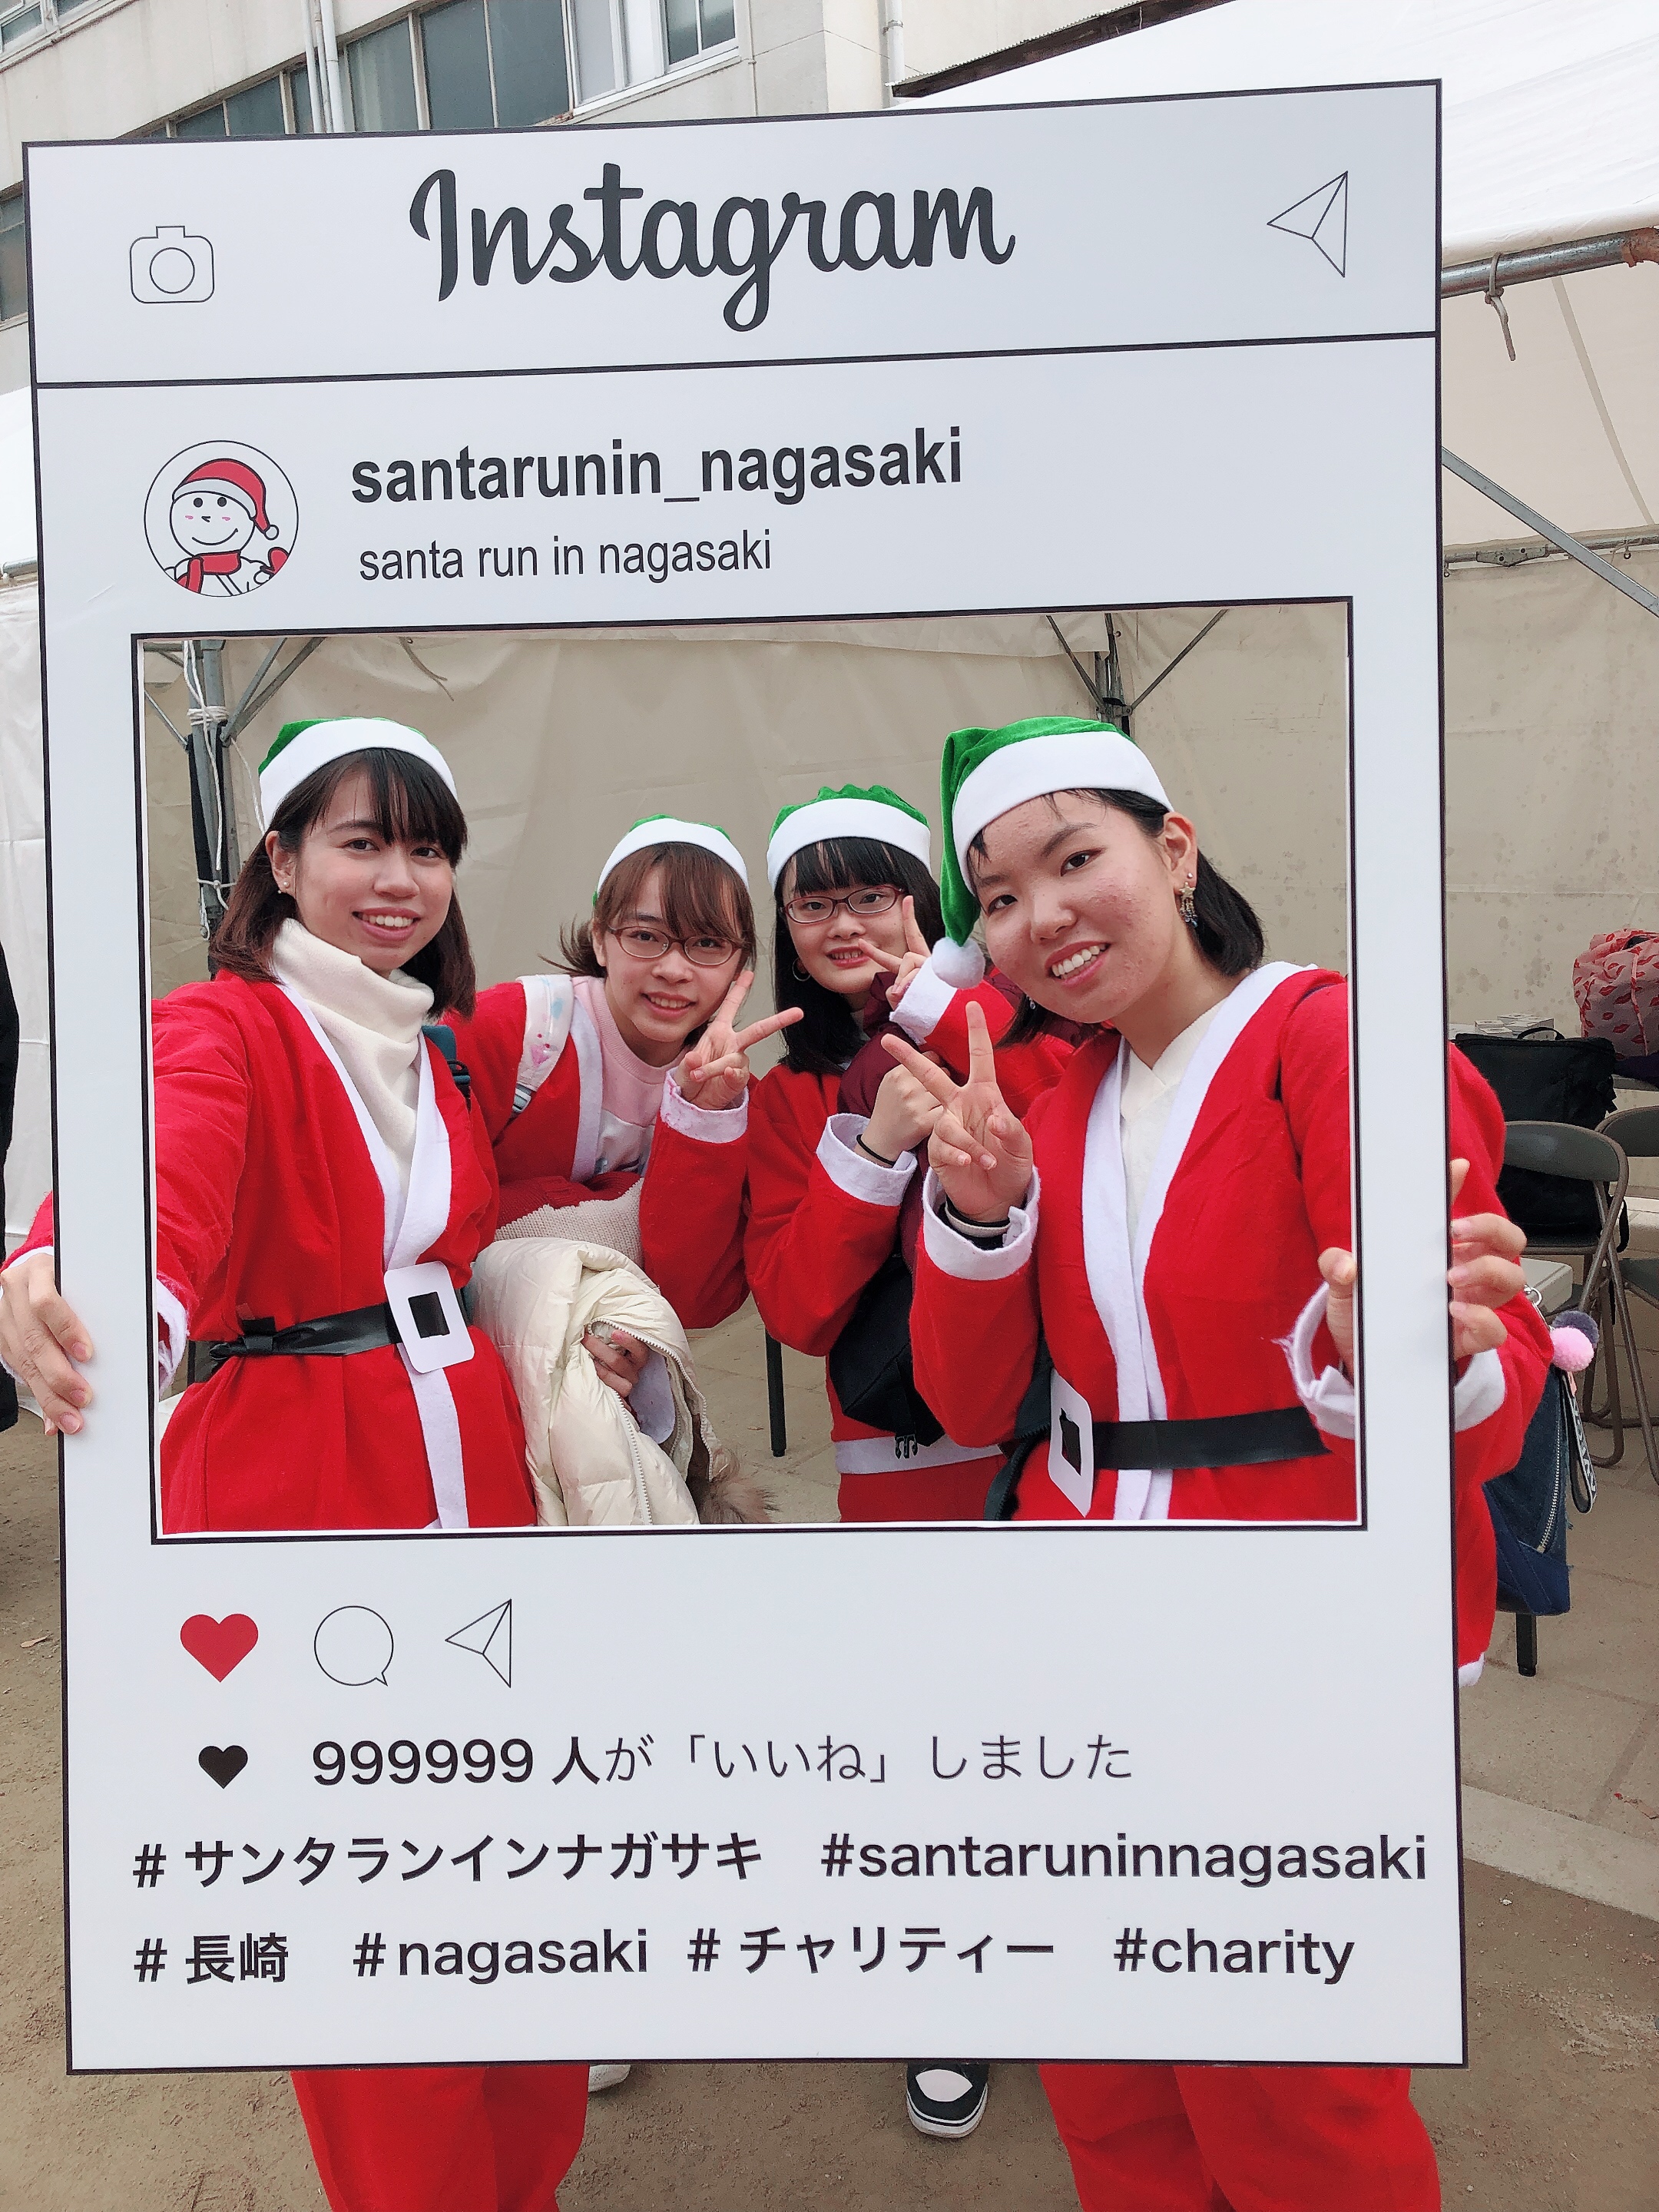 Instagram
santarunin_nagasaki
santa run in nagasaki
999999 人が「いいね」しました
# サンタランインナガサキ #santaruninnagasaki
# 長崎 #nagasaki # チャリティー #charity